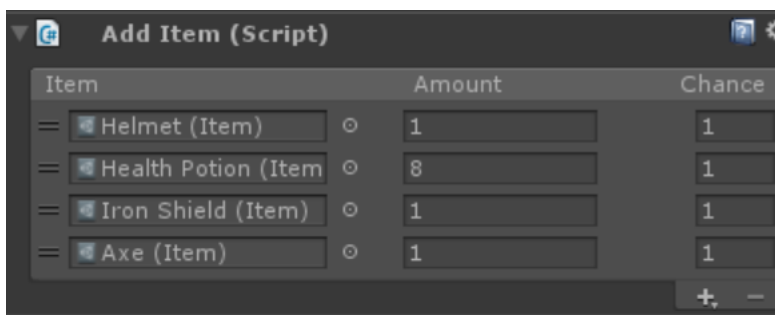 Add Item (Script)
Item Amount Chance
Helmet (Item) 1 1
Health Potion (Item 8 1
Iron Shield (Item) 1 1
Axe (Item) 1 1